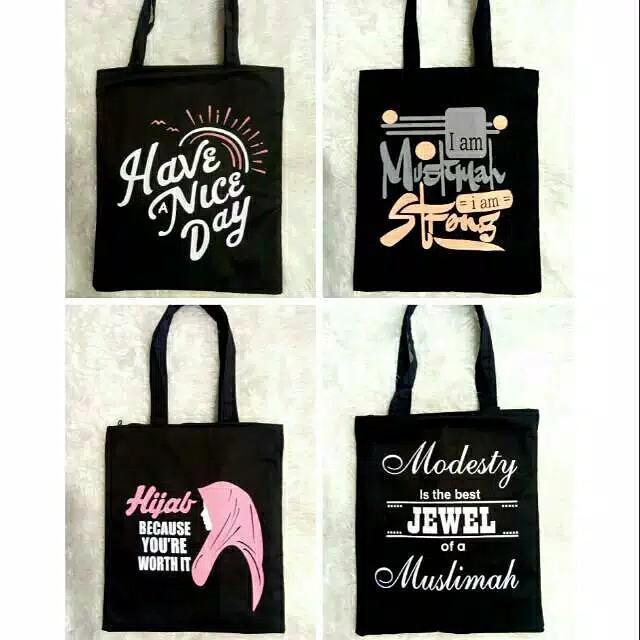 Have
A Nice
Day
I am
Muslimah
= i am =
Strong
Hijab
BECAUSE
YOU'RE
WORTH IT
Modesty
Is the best
JEWEL
of a
Muslimah